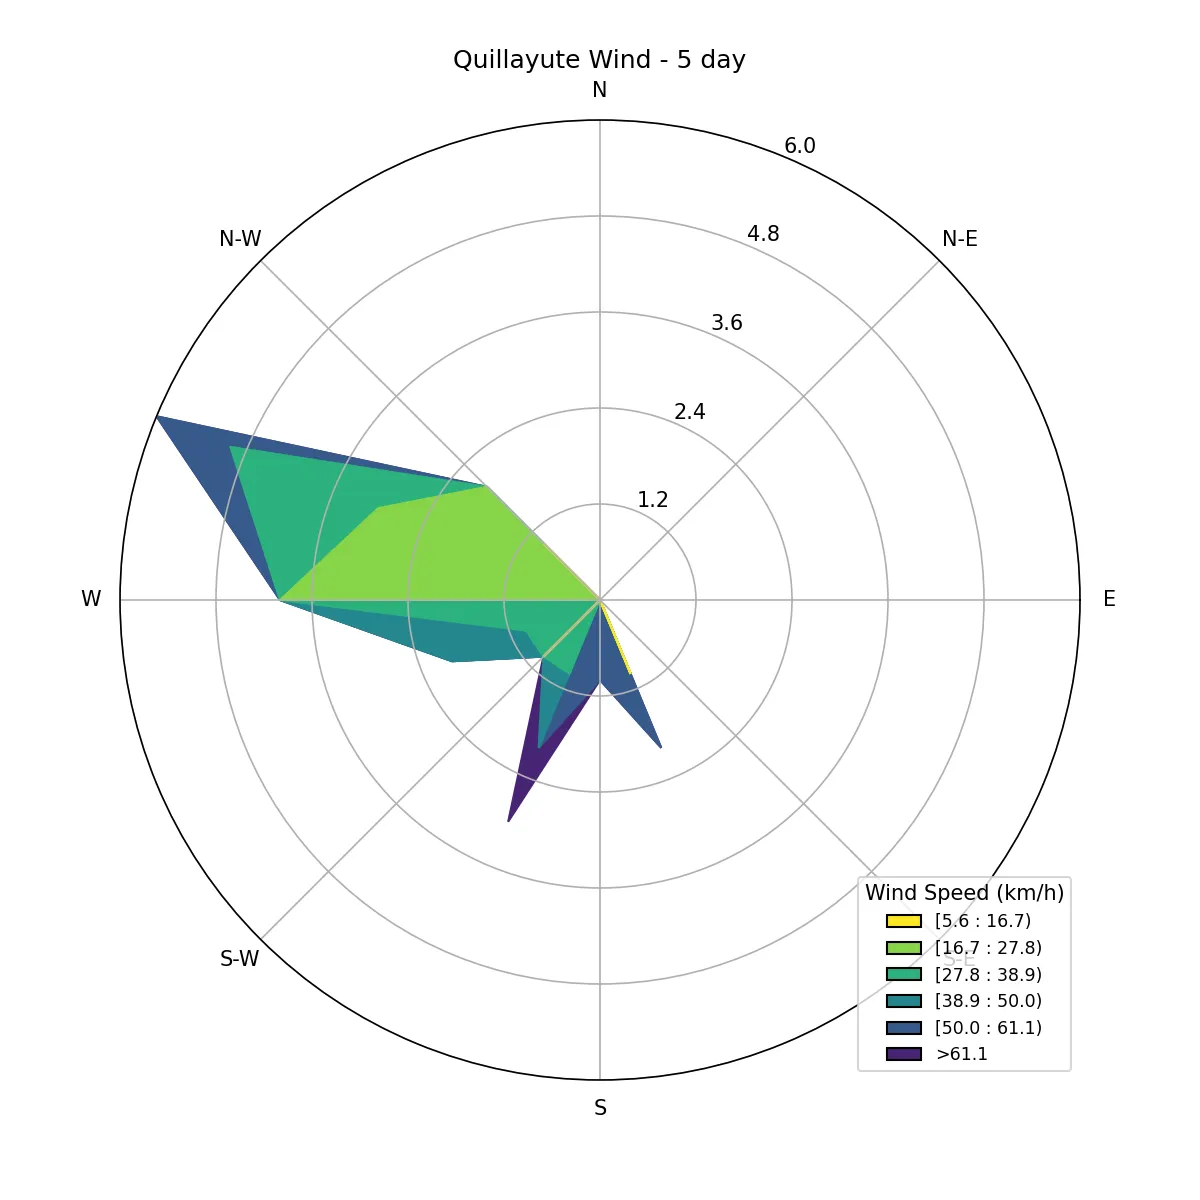 Quillayute Wind - 5 day
N
6.0
N-W
N-E
4.8
3.6
2.4
1.2
W
E
S-W
S-E
S
Wind Speed (km/h)
[5.6 : 16.7)
[16.7 : 27.8)
[27.8 : 38.9)
[38.9 : 50.0)
[50.0 : 61.1)
>61.1